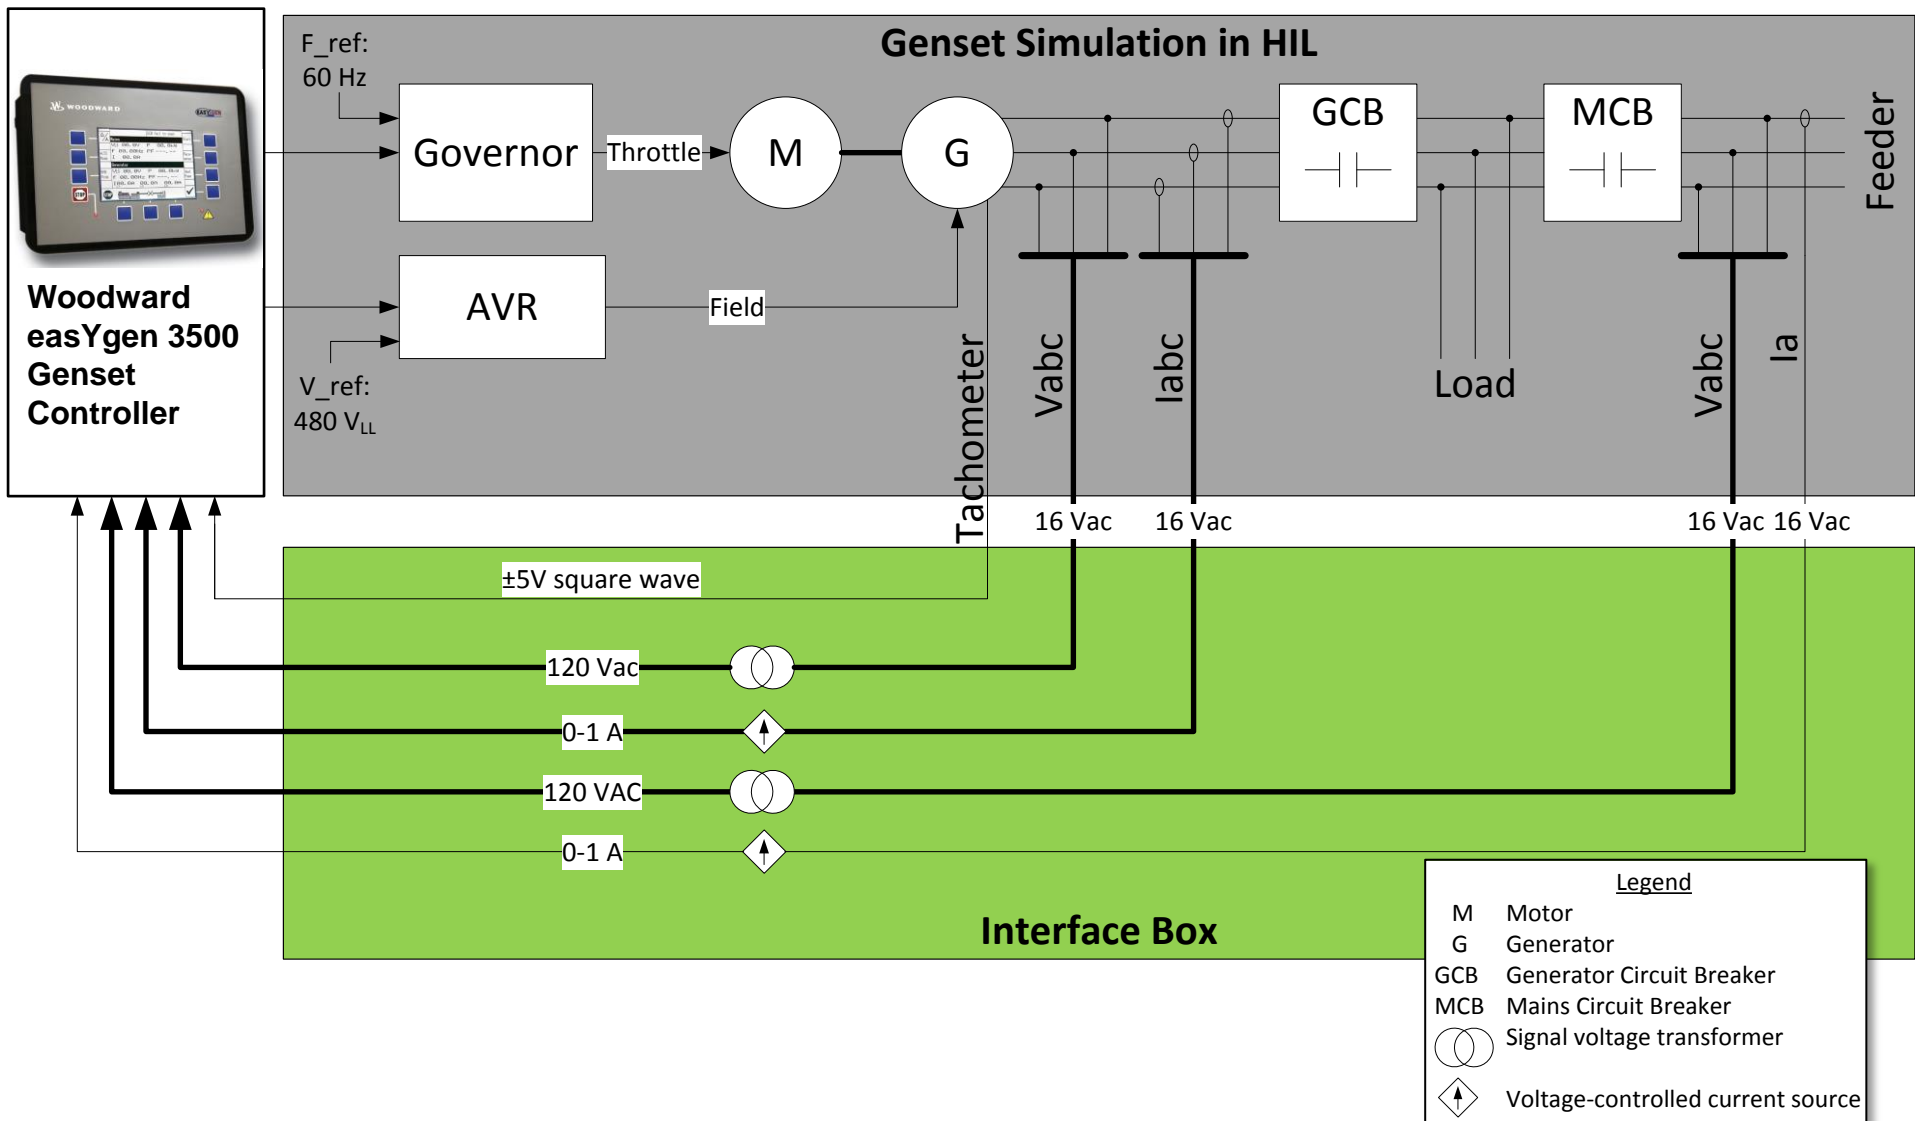 Genset Simulation in HIL
F_ref:
60 Hz
WOODWARD
Governor
Throttle
M
G
GCB
MCB
Feeder
Woodward
easYgen 3500
Genset
Controller
AVR
Field
V_ref:
480 VLL
Tachometer
Vabc
Iabc
Load
Vabc
Ia
16 Vac
16 Vac
16 Vac
16 Vac
±5V square wave
120 Vac
0-1 A
120 VAC
0-1 A
Interface Box
Legend
M Motor
G Generator
GCB Generator Circuit Breaker
MCB Mains Circuit Breaker
Signal voltage transformer
Voltage-controlled current source